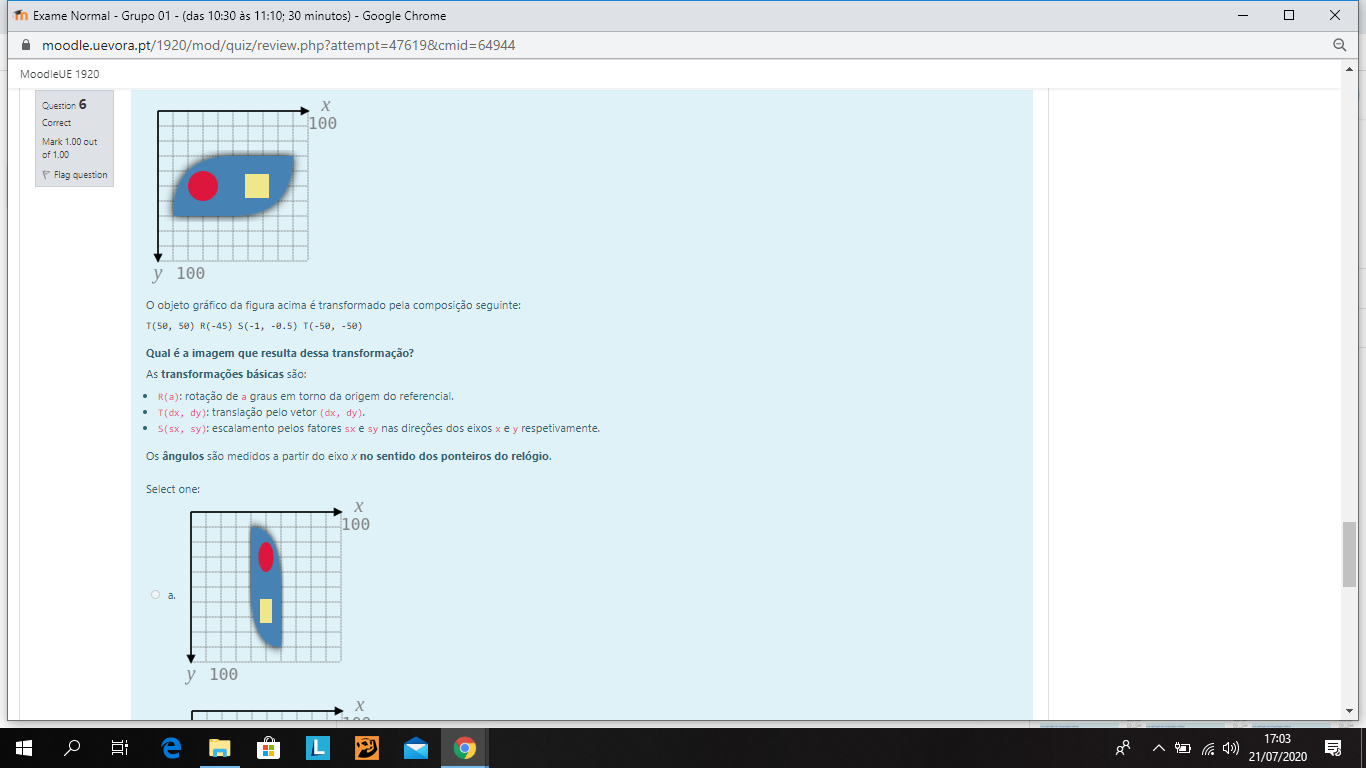 Exame Normal - Grupo 01 - (das 10:30 às 11:10; 30 minutos) - Google Chrome
moodle.uevora.pt/1920/mod/quiz/review.php?attempt=47619&cmid=64944
MoodleUE 1920
Question 6
Correct
Mark 1.00 out
of 1.00
Flag question
x
100
y 100
O objeto gráfico da figura acima é transformado pela composição seguinte:
T(50, 50) R(-45) S(-1, -0.5) T(-50, -50)
Qual é a imagem que resulta dessa transformação?
As transformações básicas são:
R(a): rotação de a graus em torno da origem do referencial.
T(dx, dy): translação pelo vetor (dx, dy).
S(sx, sy): escalamento pelos fatores sx e sy nas direções dos eixos x e y respetivamente.
Os ângulos são medidos a partir do eixo x no sentido dos ponteiros do relógio.
Select one:
x
100
a.
y 100
x
100
17:03
21/07/2020